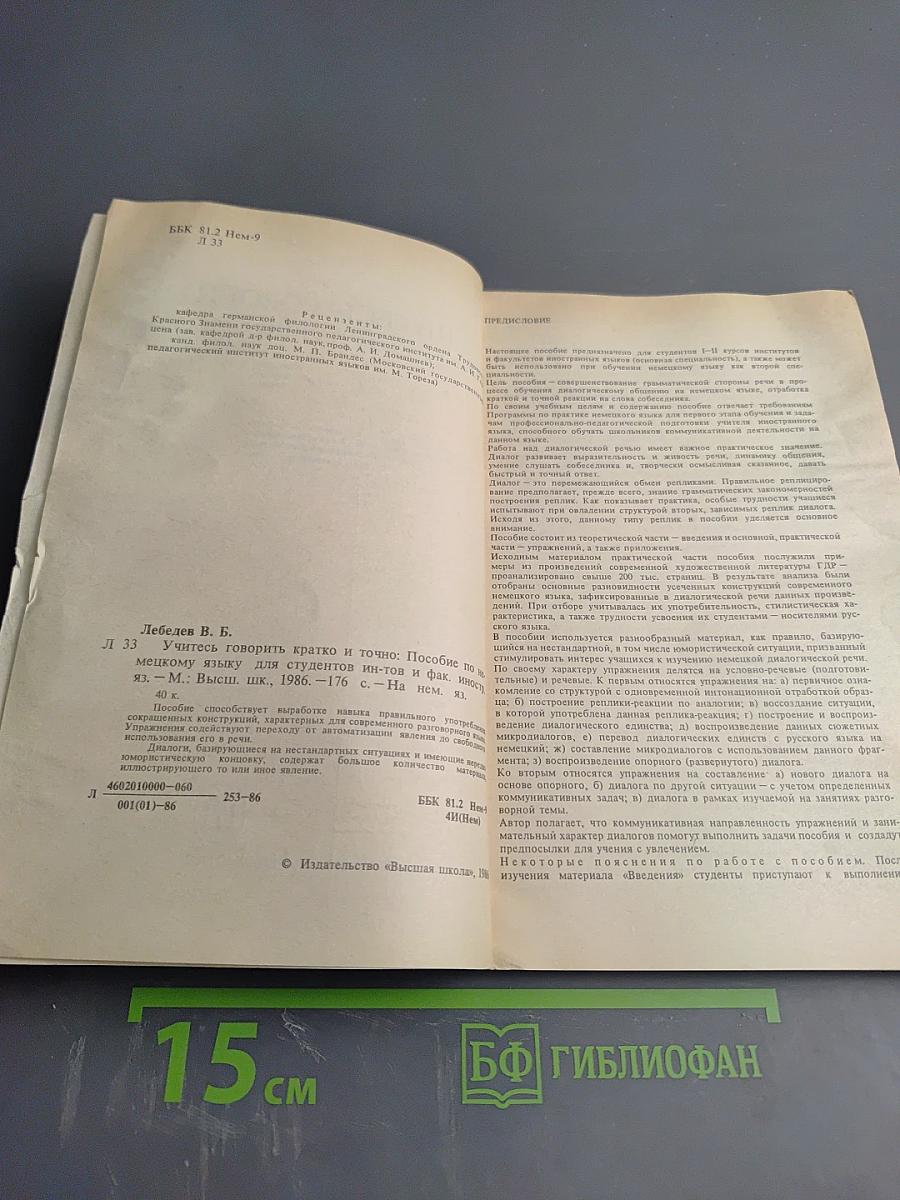 ББК 81.2 Нем-9
Л 33
Рецензенты:
кафедра германской филологии Ленинградского ордена
Красного Знамени государственного педагогического института им. А. И.
цена (зав. кафедрой д-р филол. наук, проф. А. И. Домашнев);
канд. филол. наук доц. М. П. Брандес (Московский государственный
педагогический институт иностранных языков им. М. Тореза)
Лебедев В. Б.
Л 33 Учитесь говорить кратко и точно: Пособие по не-
мецкому языку для студентов ин-тов и фак. иностр.
яз. — М.: Высш. шк., 1986. — 176 с. — На нем. яз.
40 к.
Пособие способствует выработке навыка правильного употребления
сокращенных конструкций, характерных для современного разговорного языка.
Упражнения содействуют переходу от автоматизации явления до свободного
использования его в речи.
Диалоги, базирующиеся на нестандартных ситуациях и имеющие нередко
юмористическую концовку, содержат большое количество материала,
иллюстрирующего то или иное явление.
Л 4602010000—060
001(01)—86 253—86
ББК 81.2 Нем-9
4И(Нем)
© Издательство «Высшая школа», 1986
ПРЕДИСЛОВИЕ
Настоящее пособие предназначено для студентов I—II курсов институтов
и факультетов иностранных языков (основная специальность), а также может
быть использовано при обучении немецкому языку как второй спе-
циальности.
Цель пособия — совершенствование грамматической стороны речи в про-
цессе обучения диалогическому общению на немецком языке, отработка
краткой и точной реакции на слова собеседника.
По своим учебным целям и содержанию пособие отвечает требованиям
Программы по практике немецкого языка для первого этапа обучения и зада-
чам профессионально-педагогической подготовки учителя иностранного
языка, способного обучать школьников коммуникативной деятельности на
данном языке.
Работа над диалогической речью имеет важное практическое значение.
Диалог развивает выразительность и живость речи, динамику общения,
умение слушать собеседника и, творчески осмысливая сказанное, давать
быстрый и точный ответ.
Диалог — это перемежающийся обмен репликами. Правильное реплициро-
вание предполагает, прежде всего, знание грамматических закономерностей
построения реплик. Как показывает практика, особые трудности учащиеся
испытывают при овладении структурой вторых, зависимых реплик диалога.
Исходя из этого, данному типу реплик в пособии уделяется основное
внимание.
Пособие состоит из теоретической части — введения и основной, практической
части — упражнений, а также приложения.
Исходным материалом практической части пособия послужили при-
меры из произведений современной художественной литературы ГДР —
проанализировано свыше 200 тыс. страниц. В результате анализа были
отобраны основные разновидности усеченных конструкций современного
немецкого языка, зафиксированные в диалогической речи данных произве-
дений. При отборе учитывалась их употребительность, стилистическая ха-
рактеристика, а также трудность усвоения их студентами — носителями рус-
ского языка.
В пособии используется разнообразный материал, как правило, базирую-
щийся на нестандартной, в том числе юмористической ситуации, призванный
стимулировать интерес учащихся к изучению немецкой диалогической речи.
По своему характеру упражнения делятся на условно-речевые (подготови-
тельные) и речевые. К первым относятся упражнения на: а) первичное озна-
комление со структурой с одновременной интонационной отработкой образ-
ца; б) построение реплики-реакции по аналогии; в) воссоздание ситуации,
в которой употреблена данная реплика-реакция; г) построение и воспроиз-
ведение диалогического единства; д) воспроизведение данных сюжетных
микродиалогов, е) перевод диалогических единств с русского языка на
немецкий; ж) составление микродиалогов с использованием данного фраг-
мента; з) воспроизведение опорного (развернутого) диалога.
Ко вторым относятся упражнения на составление а) нового диалога на
основе опорного, б) диалога по другой ситуации — с учетом определенных
коммуникативных задач; в) диалога в рамках изучаемой на занятиях разго-
ворной темы.
Автор полагает, что коммуникативная направленность упражнений и зани-
мательный характер диалогов помогут выполнить задачи пособия и создадут
предпосылки для учения с увлечением.
Некоторые пояснения по работе с пособием. Посл
изучения материала «Введения» студенты приступают к выполнени
15 см
БФ ГИБЛИОФАН